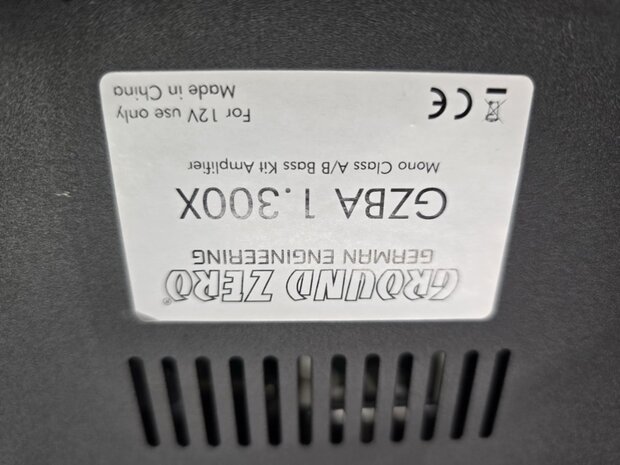 GROUND ZERO®
GERMAN ENGINEERING
GZBA 1.300X
Mono Class A/B Bass Kit Amplifier
For 12V use only
Made in China
CE